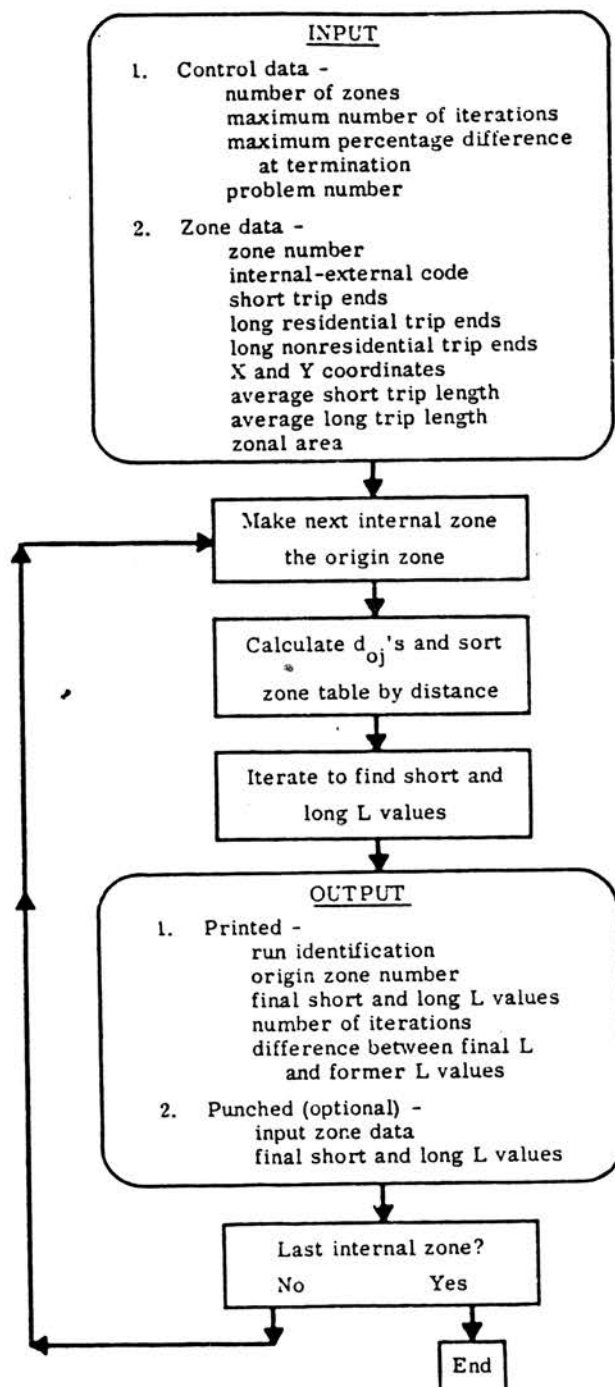 INPUT
1. Control data -
number of zones
maximum number of iterations
maximum percentage difference
at termination
problem number
2. Zone data -
zone number
internal-external code
short trip ends
long residential trip ends
long nonresidential trip ends
X and Y coordinates
average short trip length
average long trip length
zonal area
Make next internal zone
the origin zone
Calculate d_oj's and sort
zone table by distance
Iterate to find short and
long L values
OUTPUT
1. Printed -
run identification
origin zone number
final short and long L values
number of iterations
difference between final L
and former L values
2. Punched (optional) -
input zone data
final short and long L values
Last internal zone?
No Yes
End